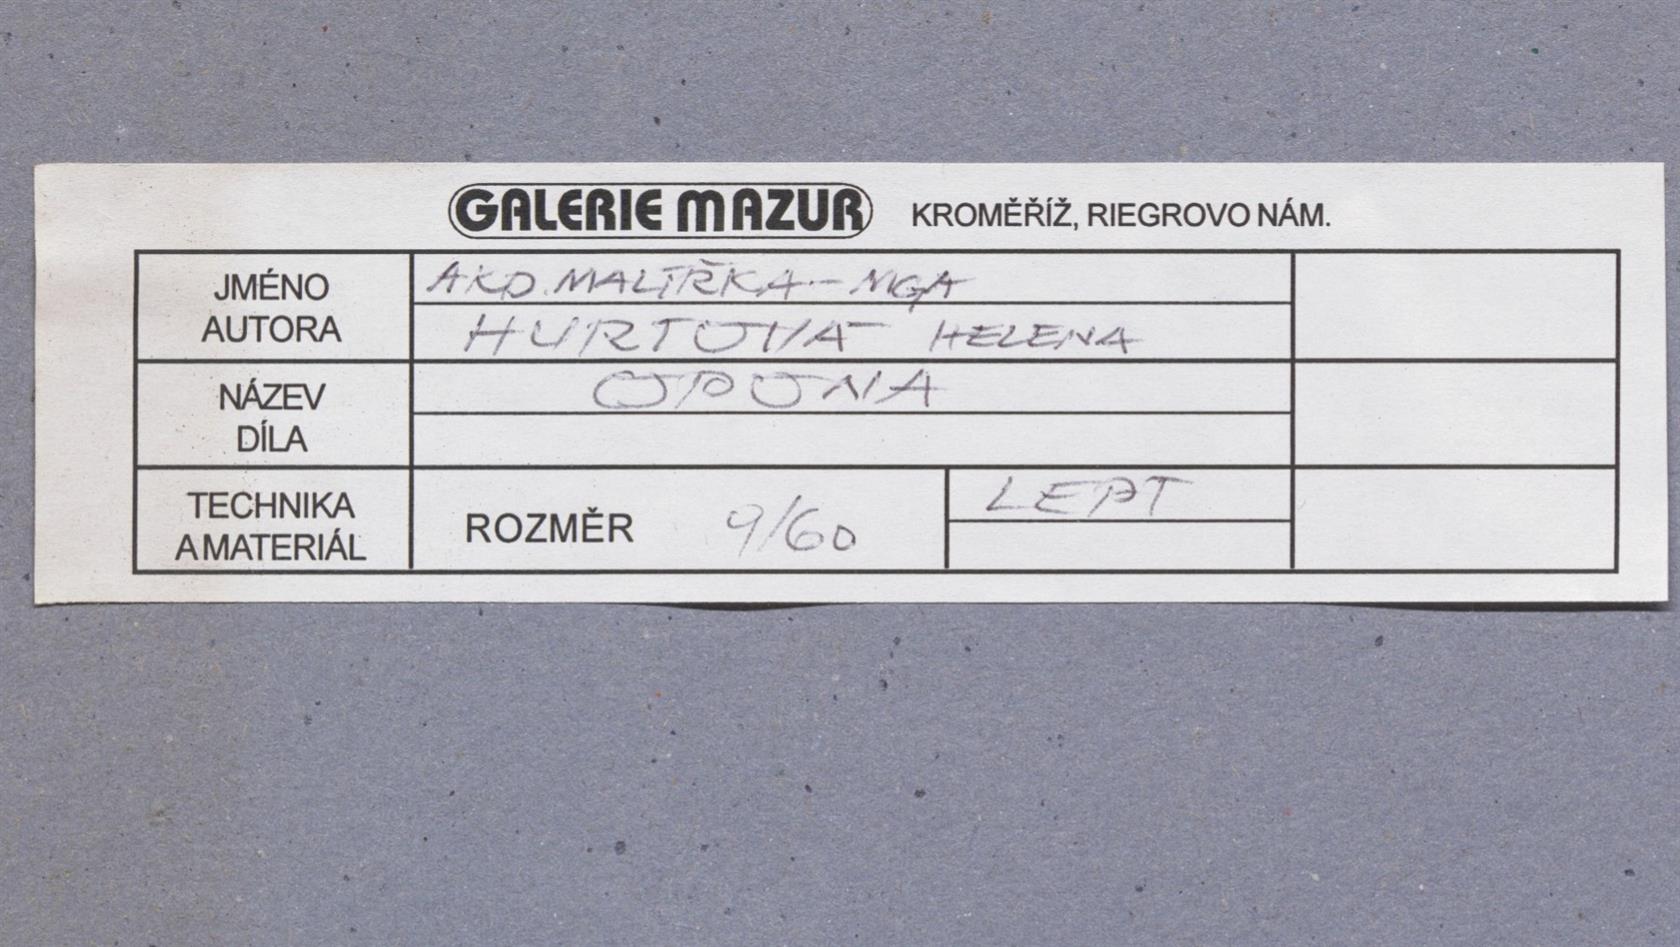 GALERIE MAZUR KROMĚŘÍŽ, RIEGROVO NÁM.
JMÉNO AUTORA
AKD. MALÍŘKA - MGA
HURTOVÁ HELENA
NÁZEV DÍLA
OPONA
TECHNIKA A MATERIÁL
ROZMĚR 9/60
LEPT